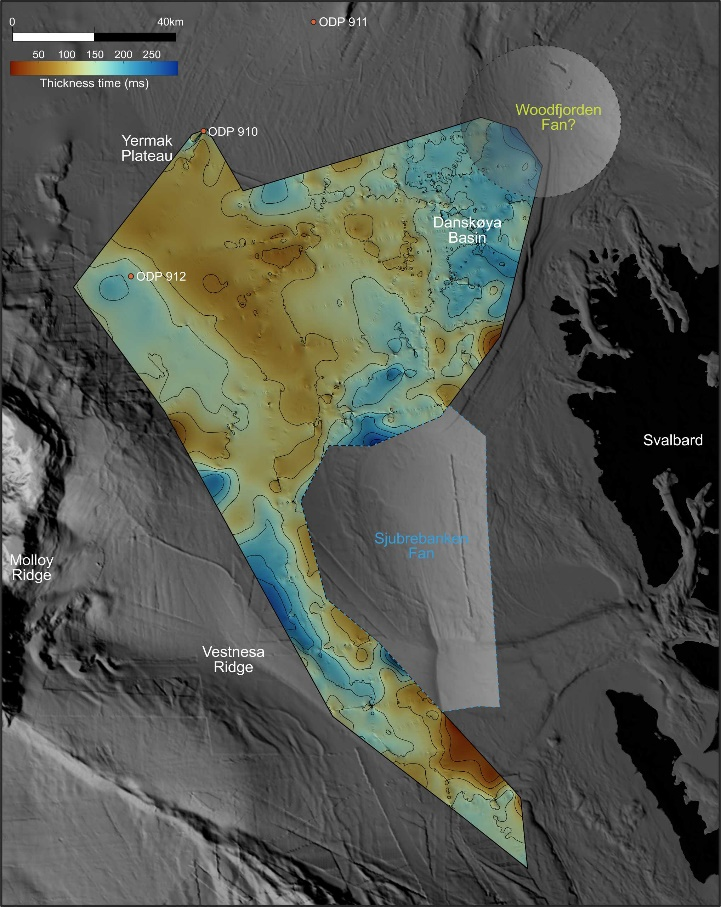 0 40km
50 100 150 200 250
Thickness time (ms)
ODP 911
Woodfjorden
Fan?
ODP 910
Yermak
Plateau
Danskøya
Basin
ODP 912
Svalbard
Sjubrebanken
Fan
Molloy
Ridge
Vestnesa
Ridge